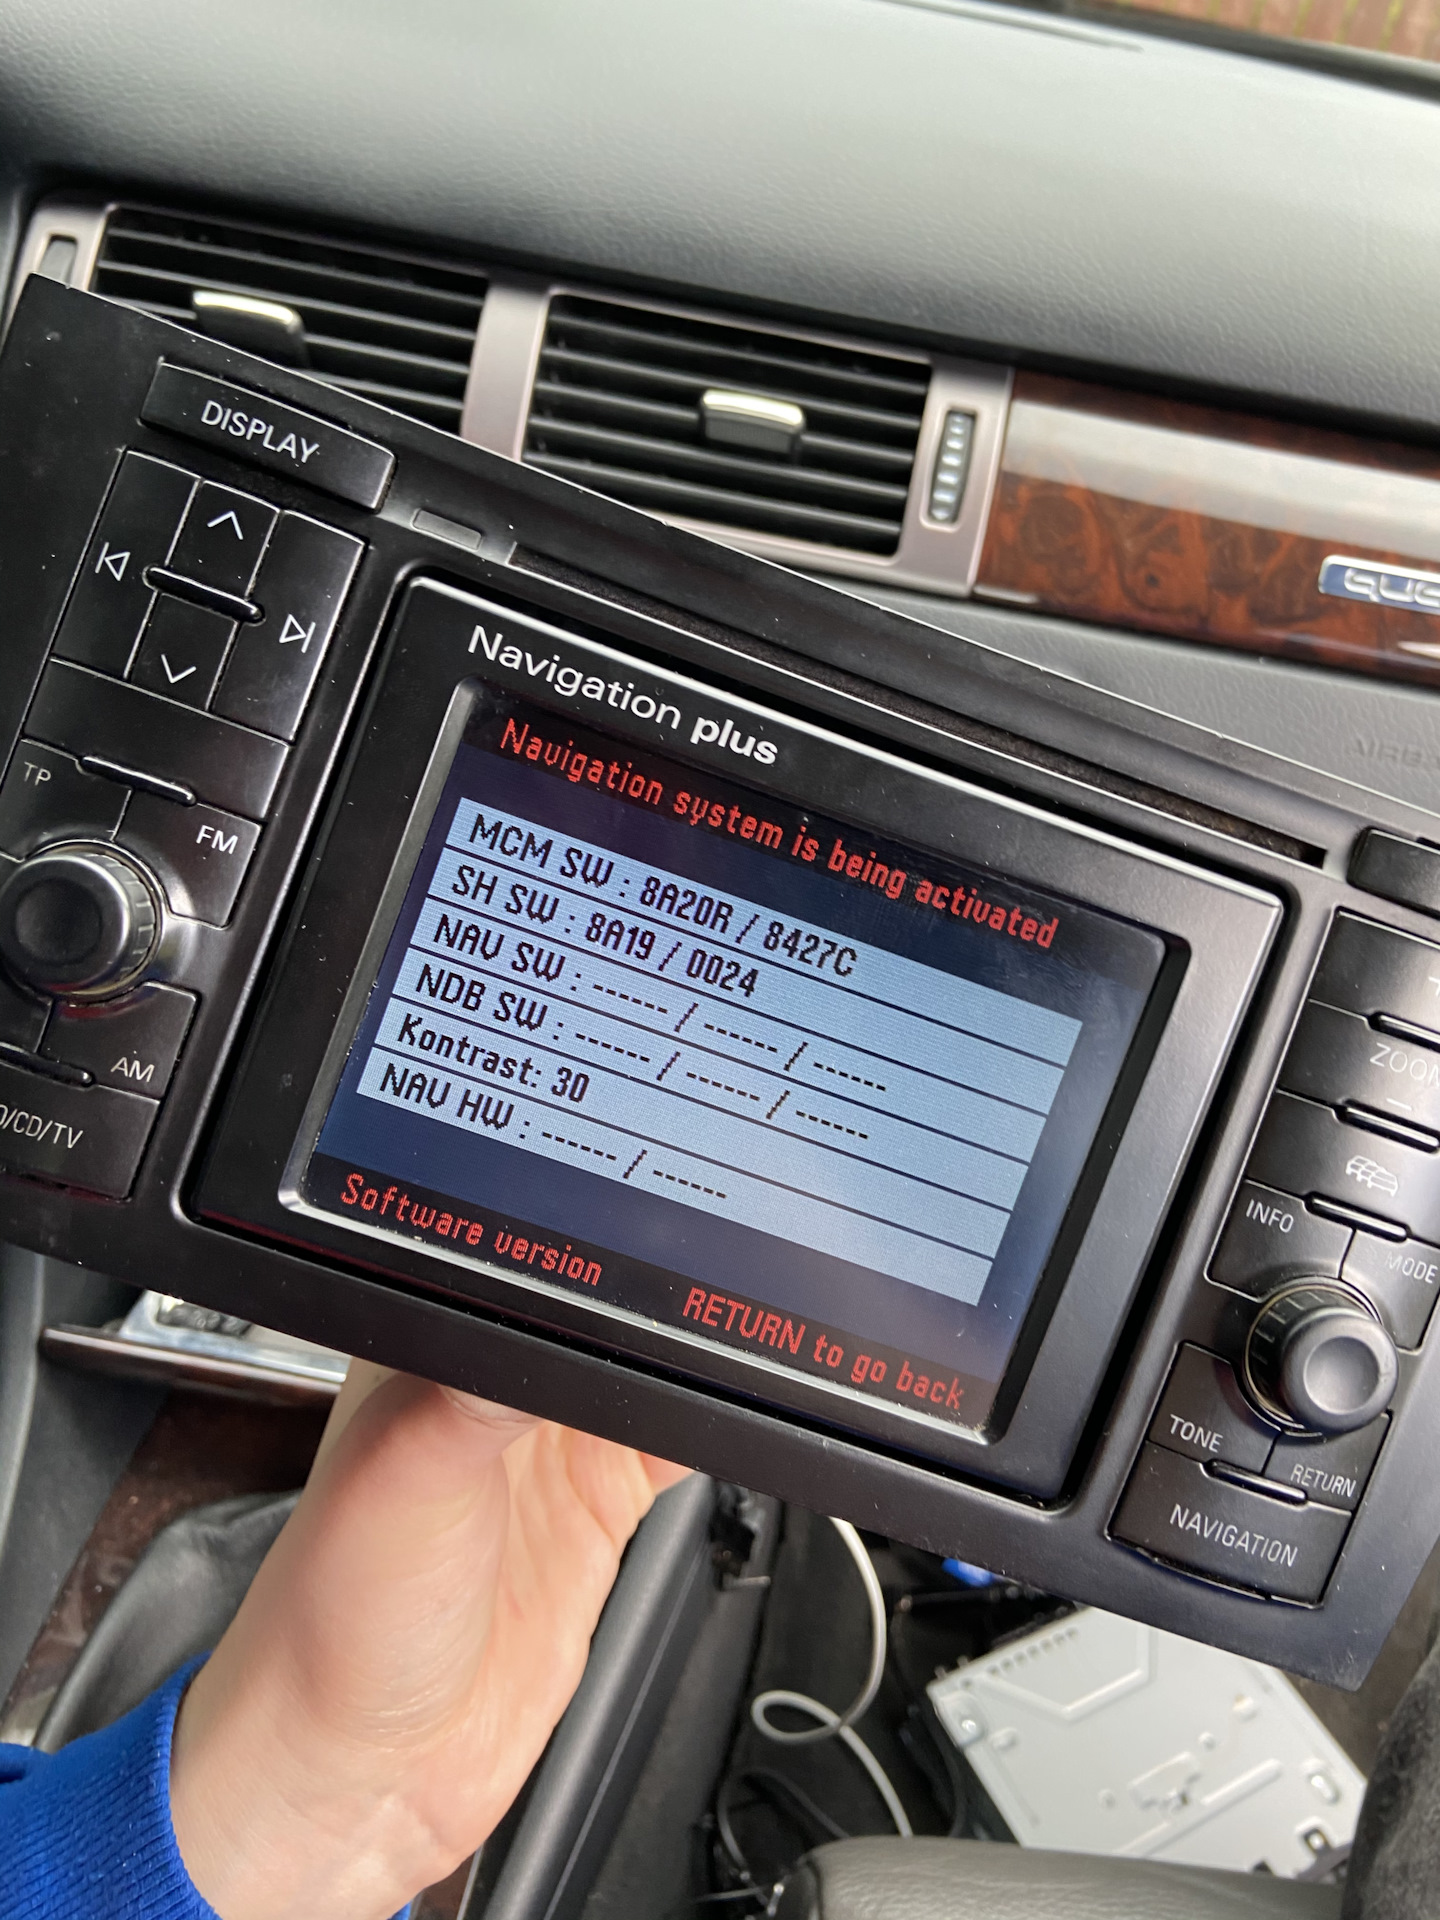 DISPLAY
Navigation plus
Navigation system is being activated
MCM SW : 8A20R / 8427C
SH SW : 8A19 / 0024
NAV SW : ------ / ------ / ------
NDB SW : ------ / ------ / ------
Kontrast: 30
NAV HW : ------ / ------
Software version
RETURN to go back
TP
FM
AM
/CD/TV
ZOOM
INFO
MODE
TONE
RETURN
NAVIGATION